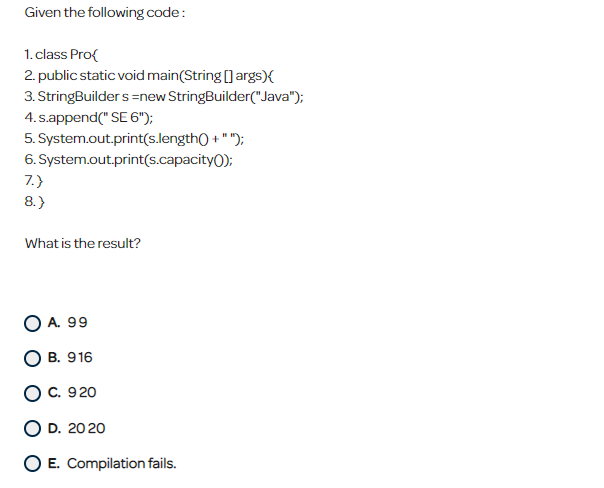 Given the following code :
1. class Pro{
2. public static void main(String [] args){
3. StringBuilder s =new StringBuilder("Java");
4. s.append(" SE 6");
5. System.out.print(s.length() + " ");
6. System.out.print(s.capacity());
7. }
8. }
What is the result?
A. 9 9
B. 9 16
C. 9 20
D. 20 20
E. Compilation fails.